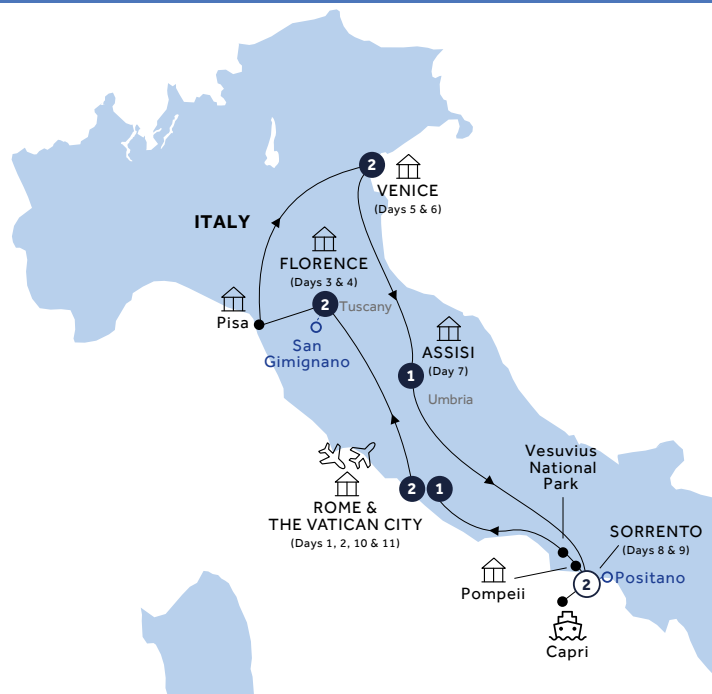 2
VENICE
(Days 5 & 6)
ITALY
FLORENCE
(Days 3 & 4)
2
Tuscany
Pisa
San
Gimignano
ASSISI
(Day 7)
1
Umbria
Vesuvius
National
Park
2
1
ROME &
THE VATICAN CITY
(Days 1, 2, 10 & 11)
SORRENTO
(Days 8 & 9)
2
Positano
Pompeii
Capri